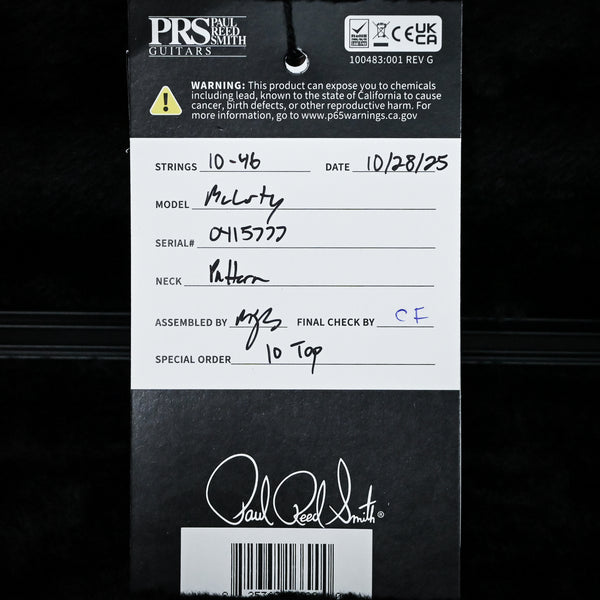 PRS PAUL REED SMITH
GUITARS
CE UK CA
100483:001 REV G
WARNING: This product can expose you to chemicals
including lead, known to the state of California to cause
cancer, birth defects, or other reproductive harm. For
more information, go to www.p65warnings.ca.gov
STRINGS 10-46 DATE 10/28/25
MODEL McCarty
SERIAL# 0415777
NECK Pattern
ASSEMBLED BY FINAL CHECK BY CF
SPECIAL ORDER 10 Top
Paul Reed Smith®